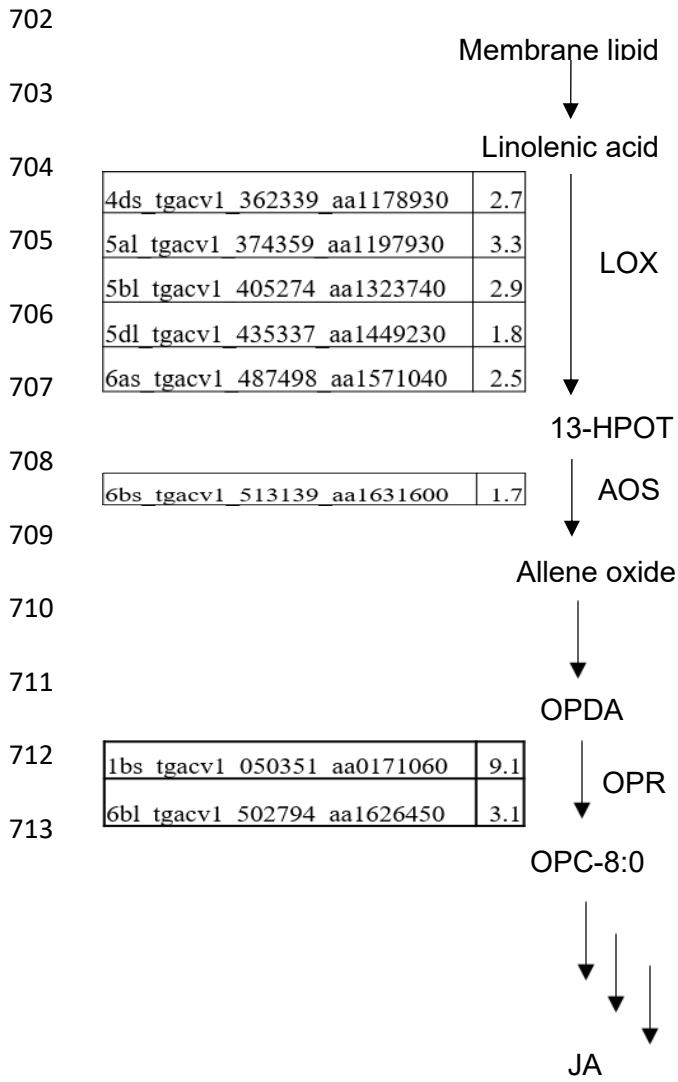 702
Membrane lipid
703
Linolenic acid
704
4ds_tgacv1_362339_aa1178930 2.7
705
5al_tgacv1_374359_aa1197930 3.3
LOX
5bl_tgacv1_405274_aa1323740 2.9
706
5dl_tgacv1_435337_aa1449230 1.8
707
6as_tgacv1_487498_aa1571040 2.5
13-HPOT
708
6bs_tgacv1_513139_aa1631600 1.7
AOS
709
Allene oxide
710
711
OPDA
712
1bs_tgacv1_050351_aa0171060 9.1
OPR
6bl_tgacv1_502794_aa1626450 3.1
713
OPC-8:0
JA